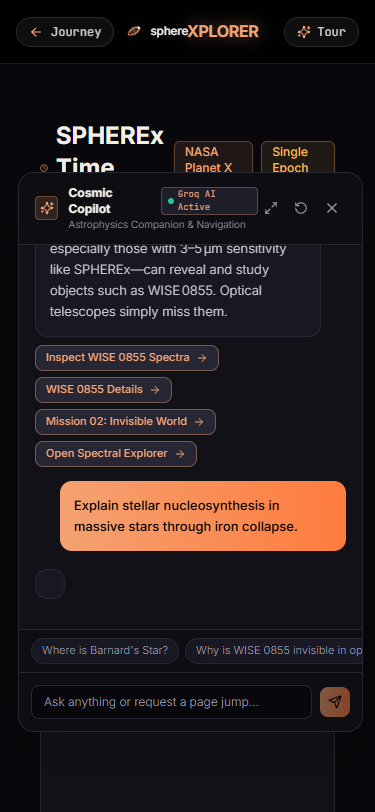 Journey
sphereXPLORER
Tour
SPHEREx
Time
NASA
Planet X
Single
Epoch
Cosmic
Copilot
Groq AI
Active
Astrophysics Companion & Navigation
especially those with 3–5 µm sensitivity
like SPHEREx—can reveal and study
objects such as WISE 0855. Optical
telescopes simply miss them.
Inspect WISE 0855 Spectra →
WISE 0855 Details →
Mission 02: Invisible World →
Open Spectral Explorer →
Explain stellar nucleosynthesis in
massive stars through iron collapse.
Where is Barnard's Star?
Why is WISE 0855 invisible in op
Ask anything or request a page jump...